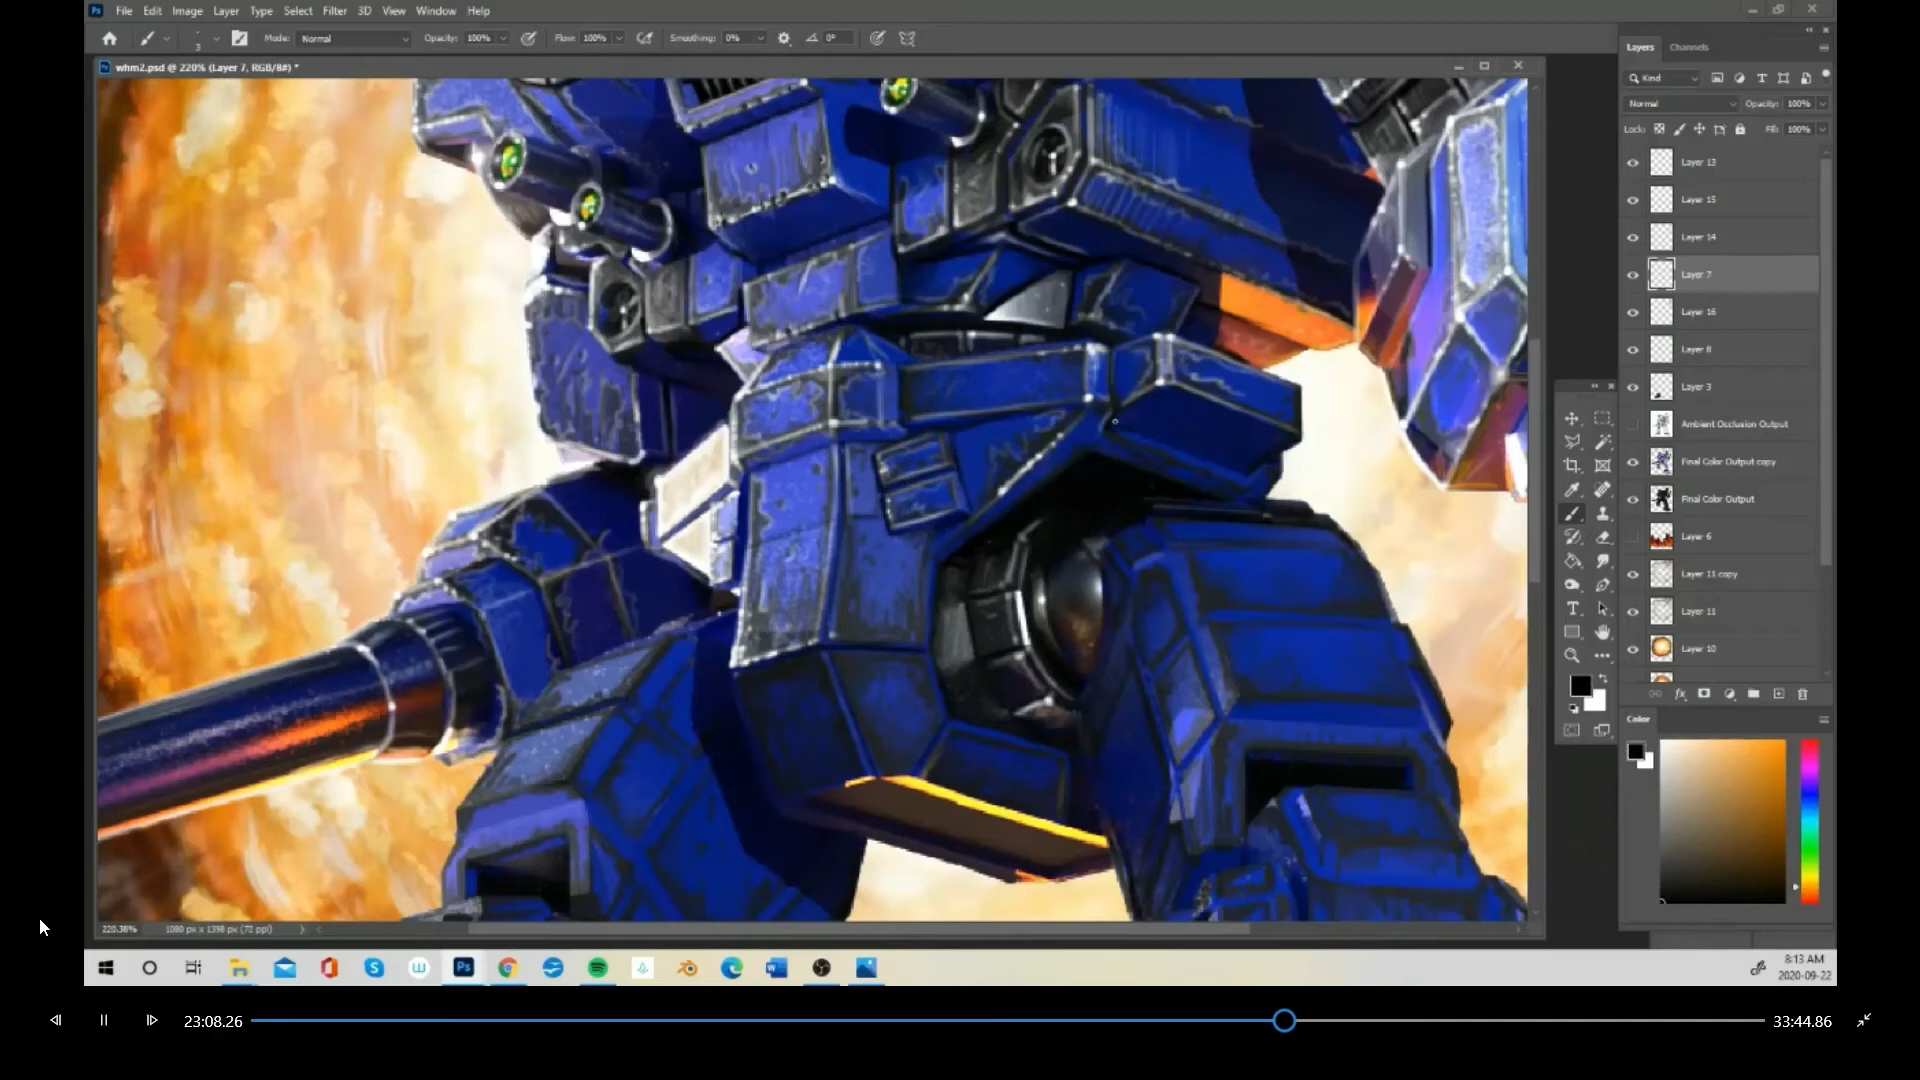 File Edit Image Layer Type Select Filter 3D View Window Help
3 Mode: Normal Opacity: 100% Flow: 100% Smoothing: 0% 0°
whm2.psd @ 220% (Layer 7, RGB/8#) *
Layers Channels
Kind
Normal Opacity: 100%
Lock: Fill: 100%
Layer 13
Layer 15
Layer 14
Layer 7
Layer 16
Layer 8
Layer 3
Ambient Occlusion Output
Final Color Output copy
Final Color Output
Layer 6
Layer 11 copy
Layer 11
Layer 10
Color
220.38% 1080 px x 1398 px (72 ppi)
8:13 AM
2020-09-22
23:08.26 33:44.86